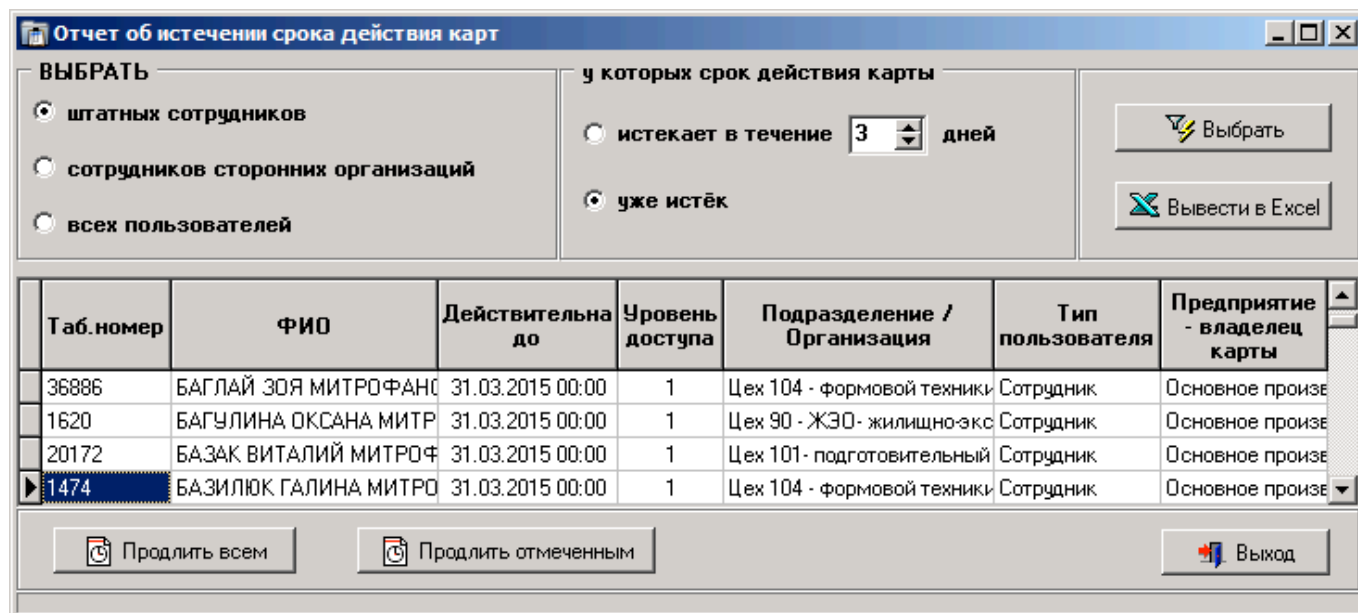 Отчет об истечении срока действия карт
ВЫБРАТЬ
штатных сотрудников
сотрудников сторонних организаций
всех пользователей
у которых срок действия карты
истекает в течение 3 дней
уже истёк
Выбрать
Вывести в Excel
Таб.номер ФИО Действительна до Уровень доступа Подразделение / Организация Тип пользователя Предприятие - владелец карты
36886 БАГЛАЙ ЗОЯ МИТРОФАНО 31.03.2015 00:00 1 Цех 104 - формовой техники Сотрудник Основное произв
1620 БАГУЛИНА ОКСАНА МИТР 31.03.2015 00:00 1 Цех 90 - ЖЭО- жилищно-экс Сотрудник Основное произв
20172 БАЗАК ВИТАЛИЙ МИТРОФ 31.03.2015 00:00 1 Цех 101- подготовительный Сотрудник Основное произв
1474 БАЗИЛЮК ГАЛИНА МИТРО 31.03.2015 00:00 1 Цех 104 - формовой техники Сотрудник Основное произв
Продлить всем
Продлить отмеченным
Выход